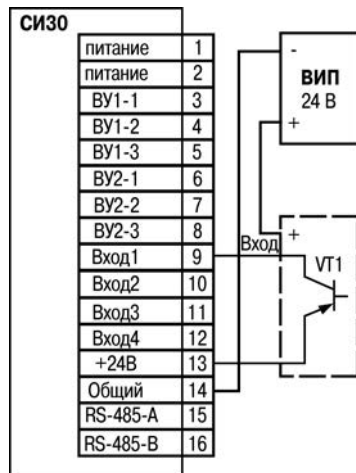 СИ30
питание 1
питание 2
ВУ1-1 3
ВУ1-2 4
ВУ1-3 5
ВУ2-1 6
ВУ2-2 7
ВУ2-3 8
Вход1 9
Вход2 10
Вход3 11
Вход4 12
+24В 13
Общий 14
RS-485-A 15
RS-485-B 16
-
ВИП
24 В
+
Вход
+
VT1